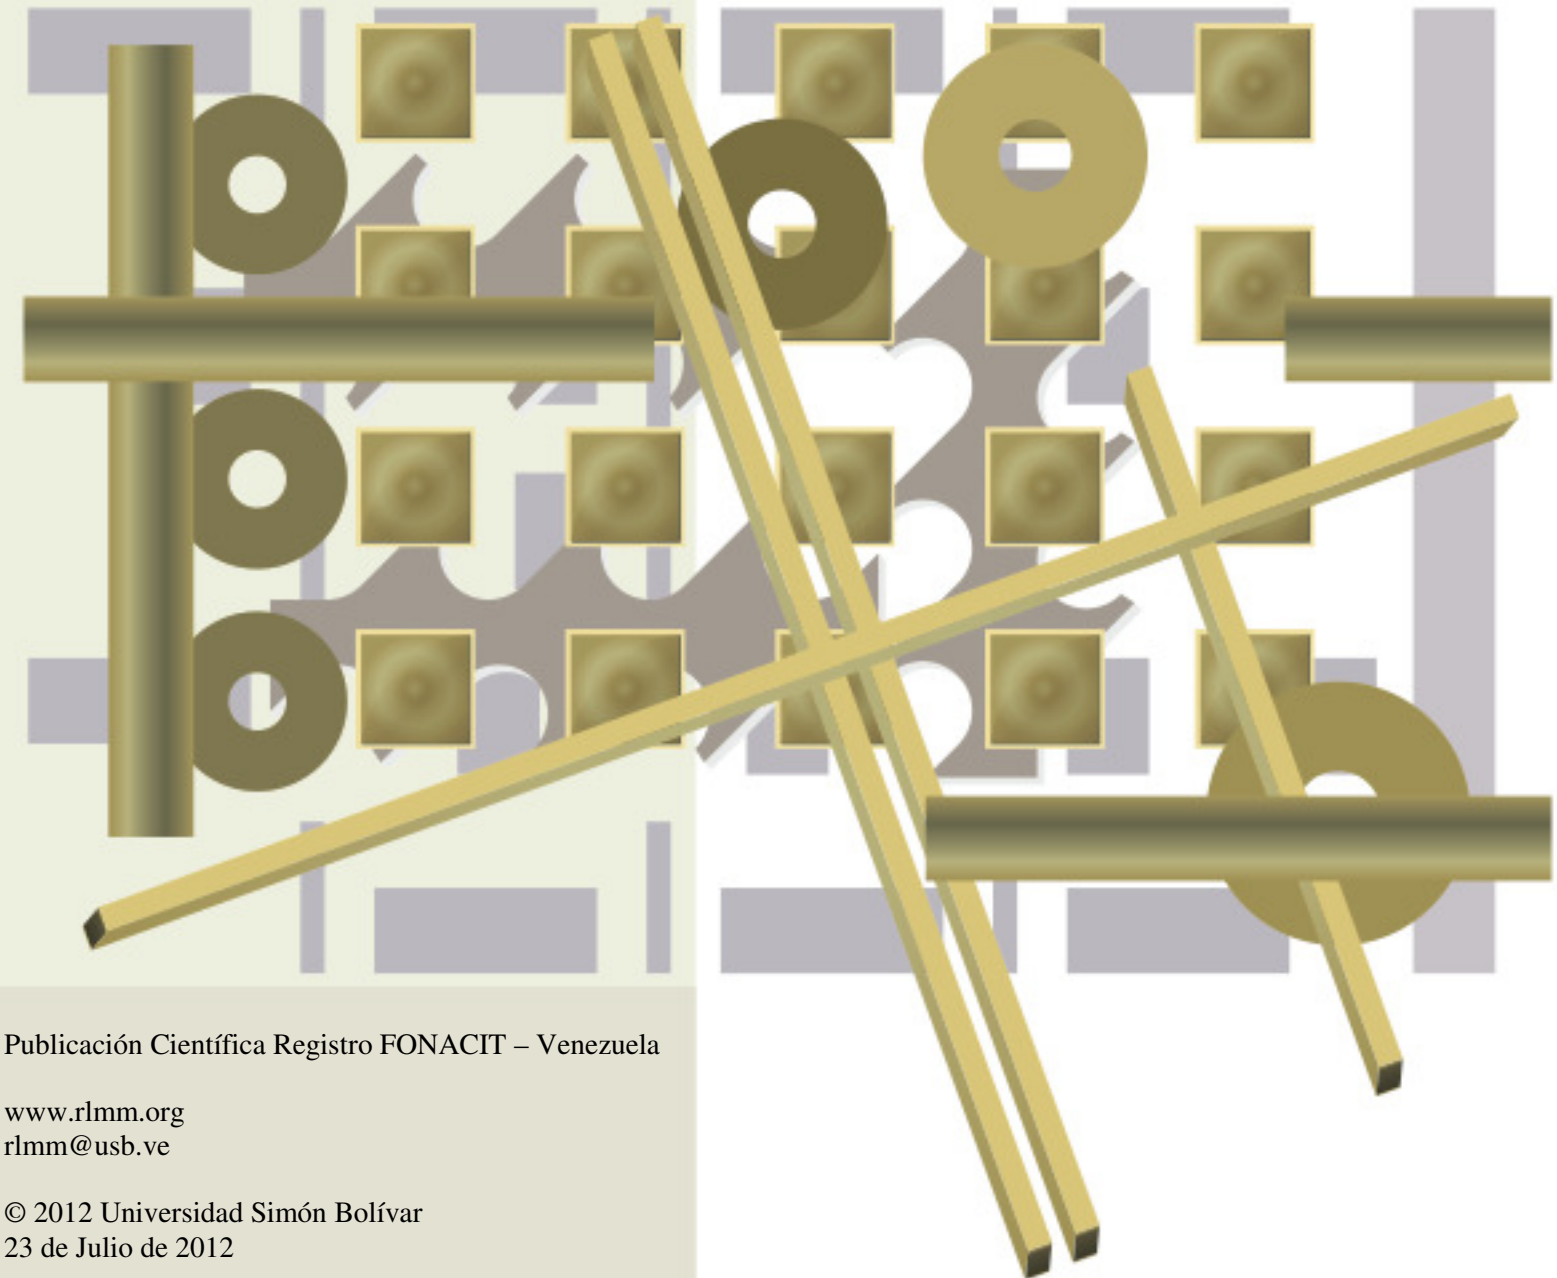 Publicación Científica Registro FONACIT – Venezuela
www.rlmm.org
rlmm@usb.ve
© 2012 Universidad Simón Bolívar
23 de Julio de 2012